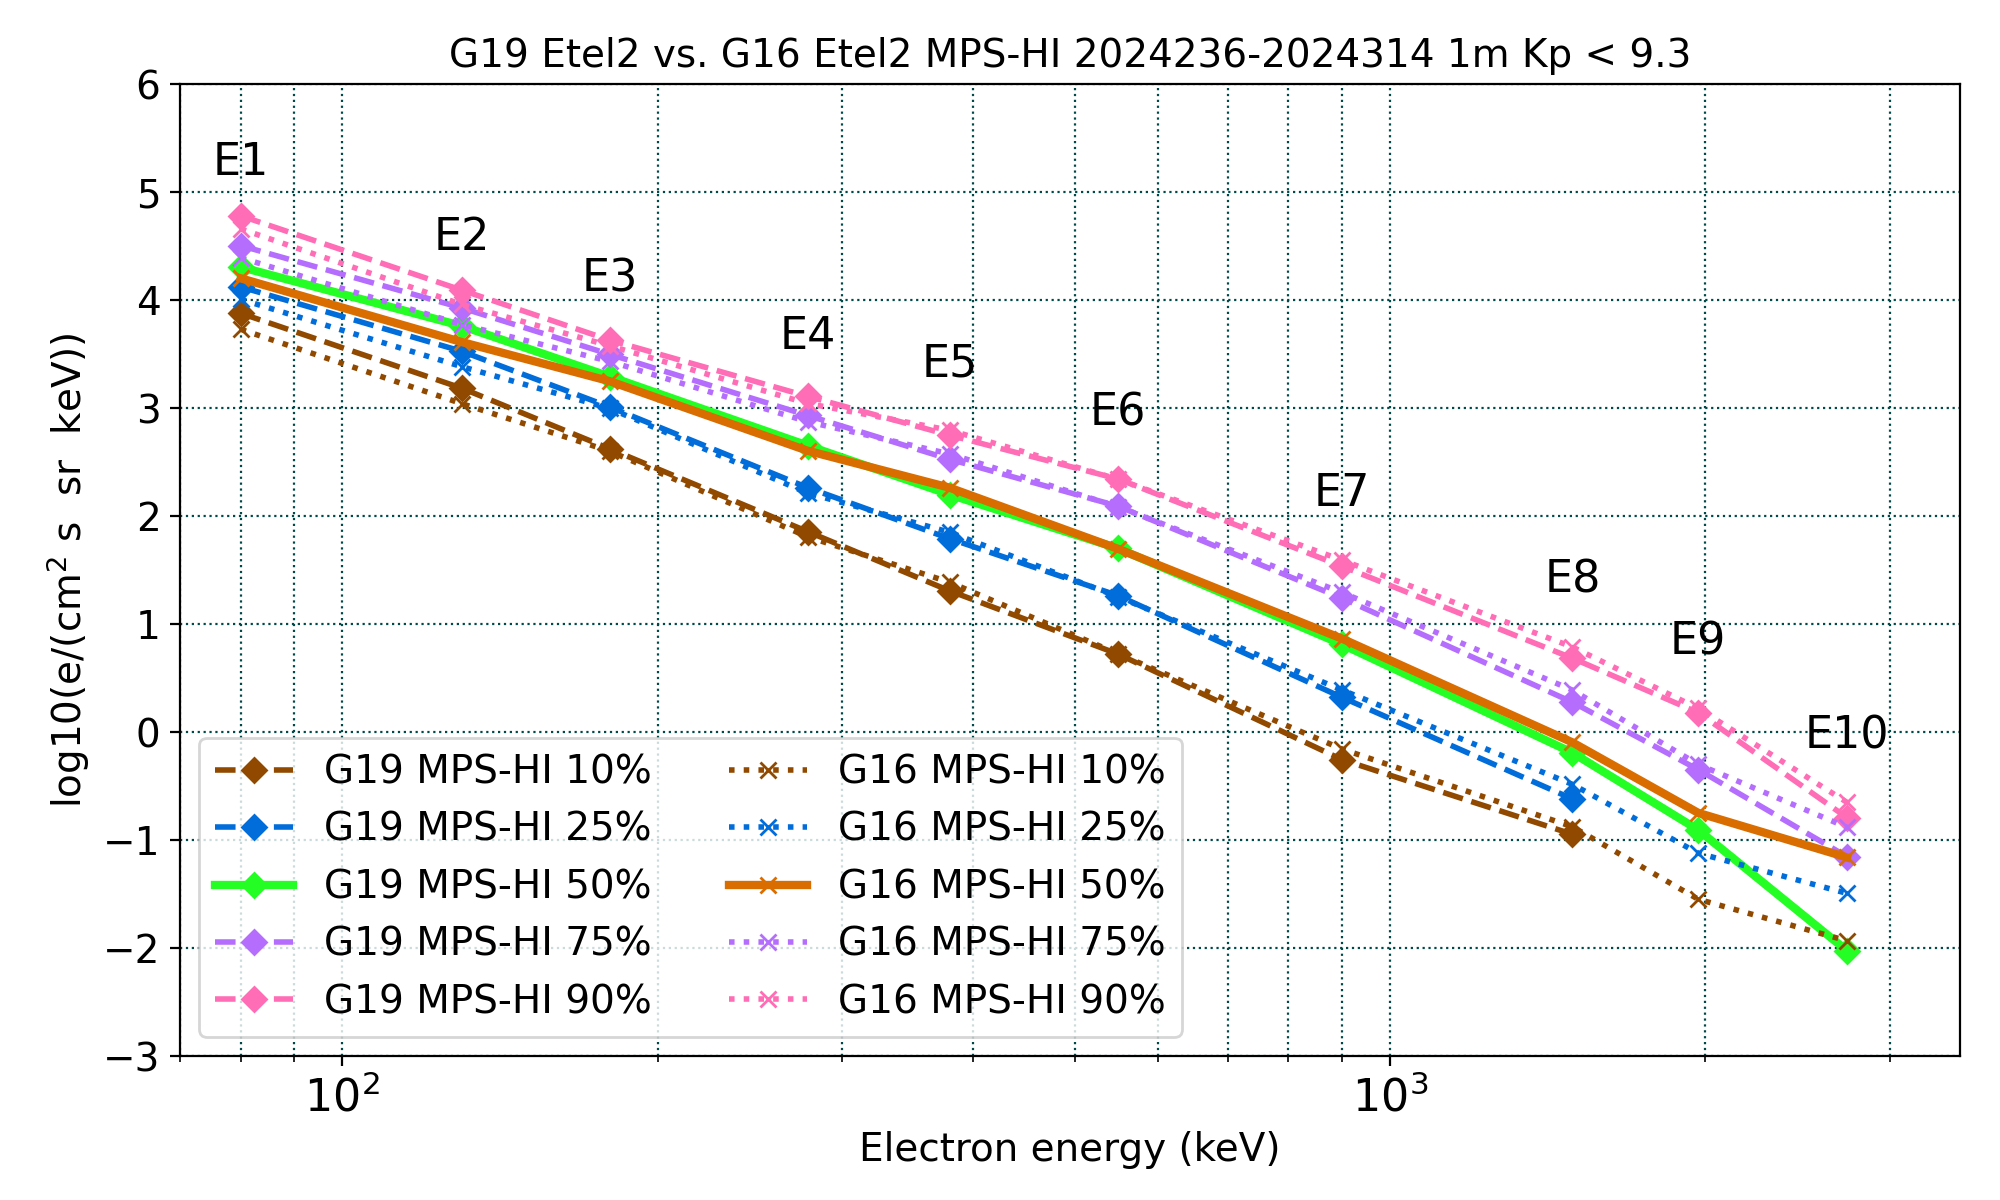 G19 Etel2 vs. G16 Etel2 MPS-HI 2024236-2024314 1m Kp < 9.3
6
5
4
3
2
1
0
−1
−2
−3
log10(e/(cm² s sr keV))
E1
E2
E3
E4
E5
E6
E7
E8
E9
E10
G19 MPS-HI 10%
G19 MPS-HI 25%
G19 MPS-HI 50%
G19 MPS-HI 75%
G19 MPS-HI 90%
G16 MPS-HI 10%
G16 MPS-HI 25%
G16 MPS-HI 50%
G16 MPS-HI 75%
G16 MPS-HI 90%
10² 10³
Electron energy (keV)